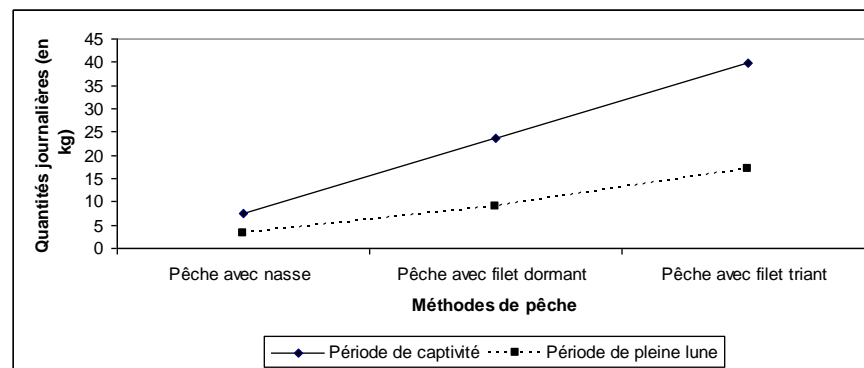 Quantités journalières (en
kg)
45
40
35
30
25
20
15
10
5
0
Pêche avec nasse
Pêche avec filet dormant
Pêche avec filet triant
Méthodes de pêche
Période de captivité
Période de pleine lune